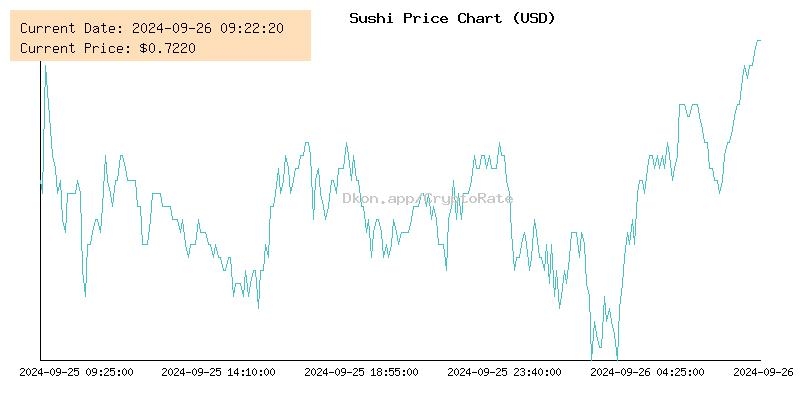 Sushi Price Chart (USD)
Current Date: 2024-09-26 09:22:20
Current Price: $0.7220
Dkon.app/CryptoRate
2024-09-25 09:25:00
2024-09-25 14:10:00
2024-09-25 18:55:00
2024-09-25 23:40:00
2024-09-26 04:25:00
2024-09-26